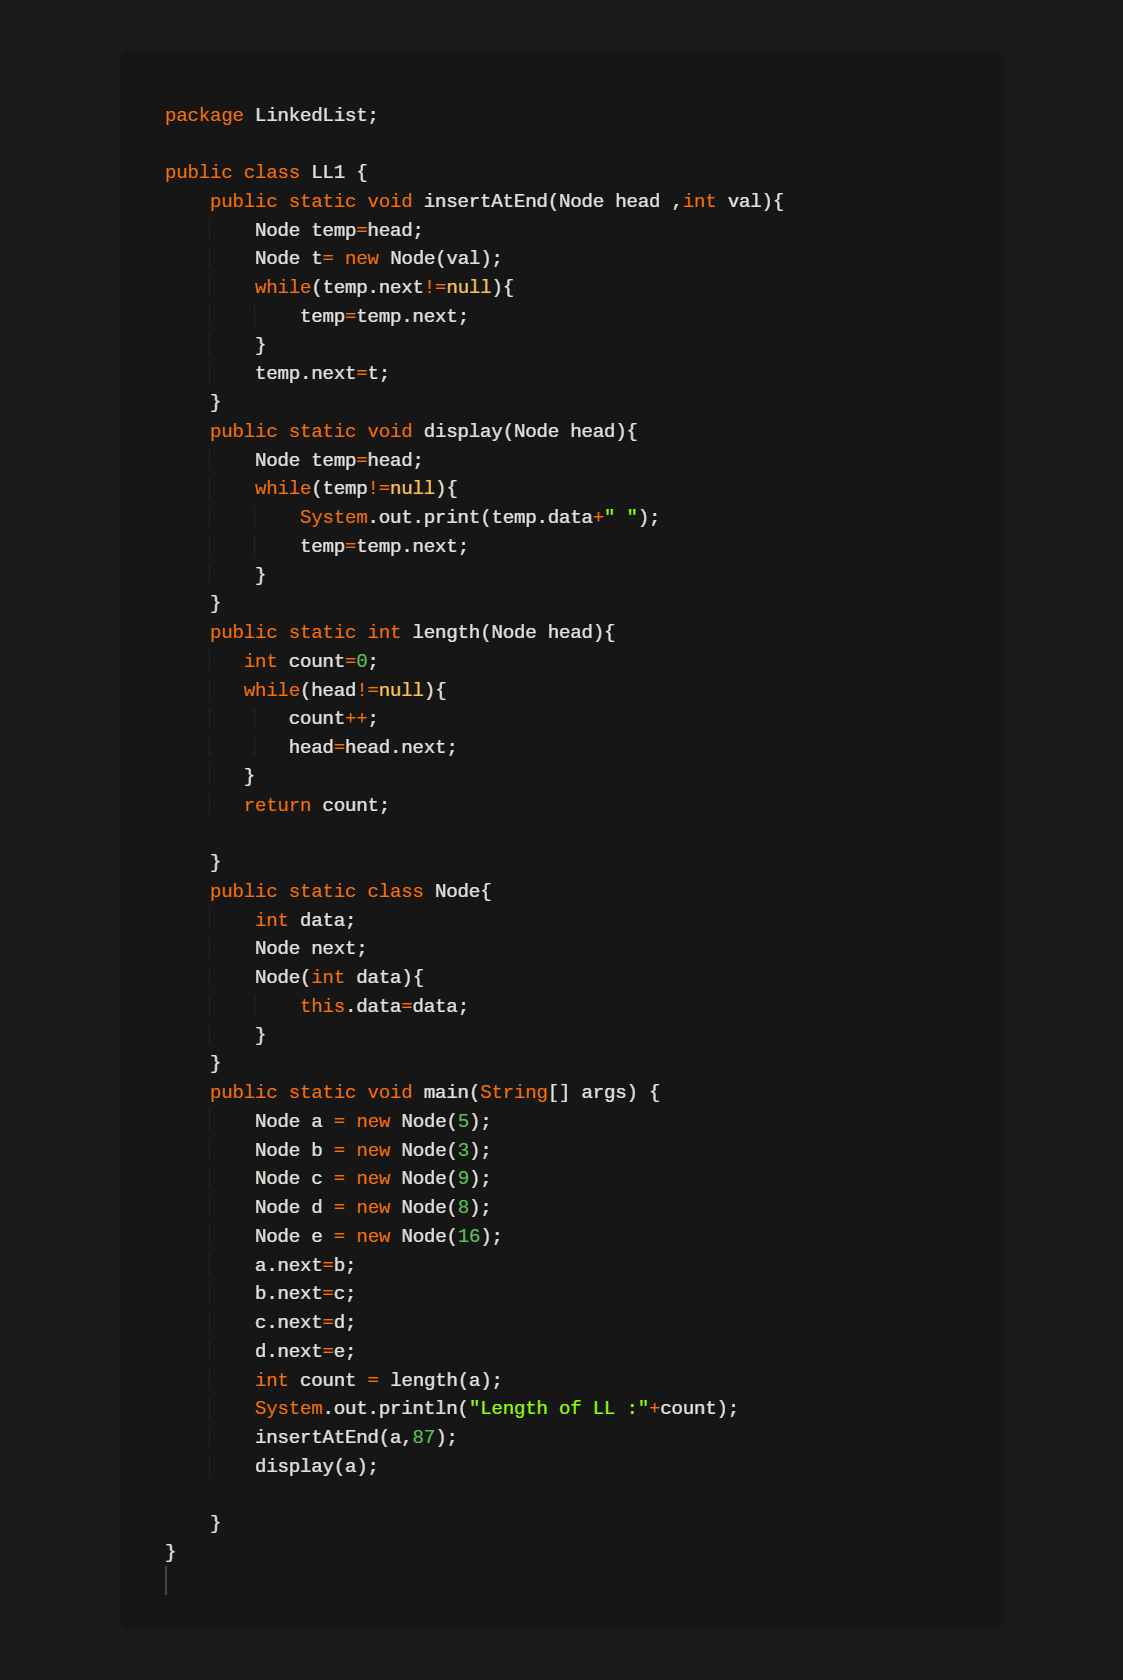 package LinkedList;

public class LL1 {
    public static void insertAtEnd(Node head ,int val){
        Node temp=head;
        Node t= new Node(val);
        while(temp.next!=null){
            temp=temp.next;
        }
        temp.next=t;
    }
    public static void display(Node head){
        Node temp=head;
        while(temp!=null){
            System.out.print(temp.data+" ");
            temp=temp.next;
        }
    }
    public static int length(Node head){
       int count=0;
       while(head!=null){
           count++;
           head=head.next;
       }
       return count;

    }
    public static class Node{
        int data;
        Node next;
        Node(int data){
            this.data=data;
        }
    }
    public static void main(String[] args) {
        Node a = new Node(5);
        Node b = new Node(3);
        Node c = new Node(9);
        Node d = new Node(8);
        Node e = new Node(16);
        a.next=b;
        b.next=c;
        c.next=d;
        d.next=e;
        int count = length(a);
        System.out.println("Length of LL :"+count);
        insertAtEnd(a,87);
        display(a);

    }
}